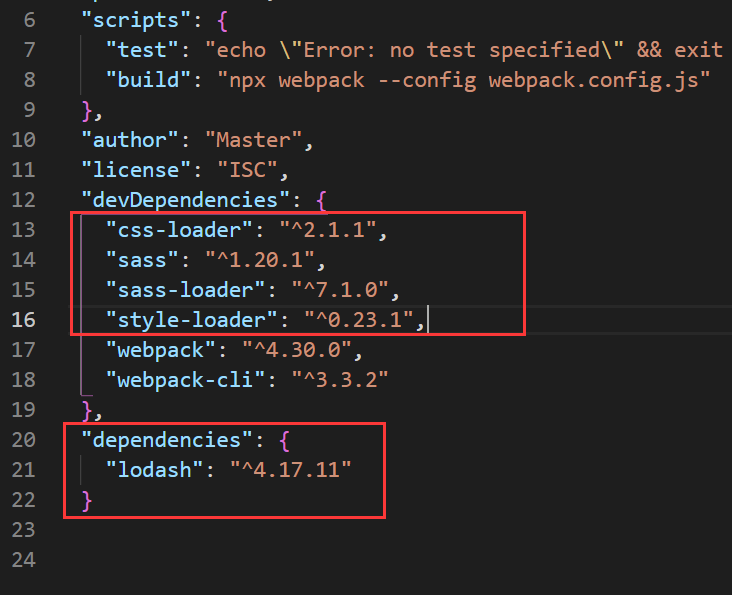 6 "scripts": {
7 "test": "echo \"Error: no test specified\" && exit
8 "build": "npx webpack --config webpack.config.js"
9 },
10 "author": "Master",
11 "license": "ISC",
12 "devDependencies": {
13 "css-loader": "^2.1.1",
14 "sass": "^1.20.1",
15 "sass-loader": "^7.1.0",
16 "style-loader": "^0.23.1",
17 "webpack": "^4.30.0",
18 "webpack-cli": "^3.3.2"
19 },
20 "dependencies": {
21 "lodash": "^4.17.11"
22 }
23
24